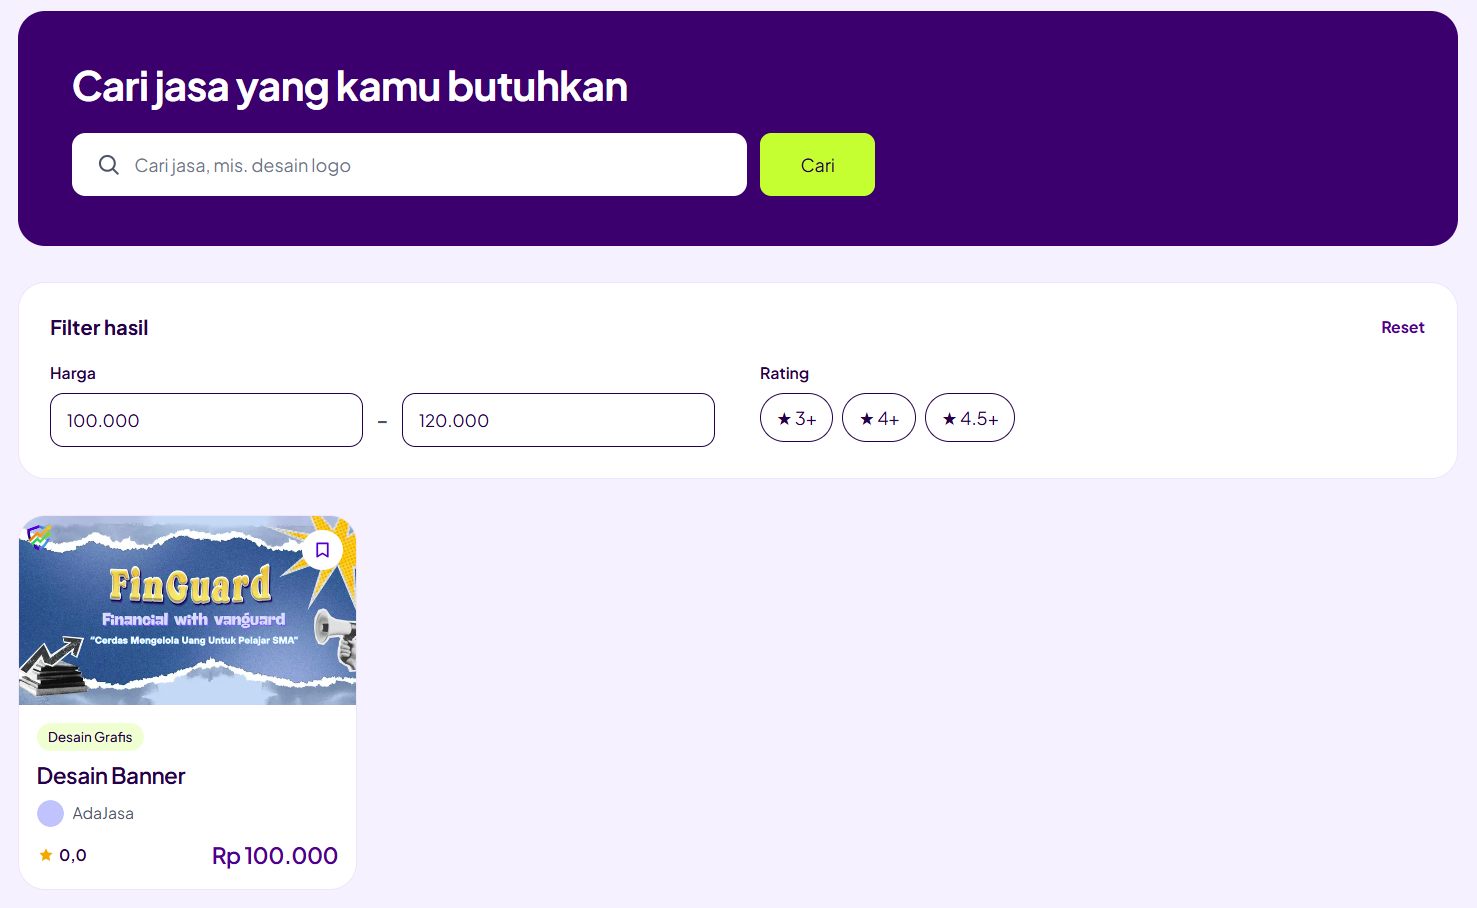 Cari jasa yang kamu butuhkan
Cari jasa, mis. desain logo
Cari
Filter hasil
Reset
Harga
Rating
100.000
–
120.000
★ 3+
★ 4+
★ 4.5+
FinGuard
Financial with vanguard
"Cerdas Mengelola Uang Untuk Pelajar SMA"
Desain Grafis
Desain Banner
AdaJasa
★ 0,0
Rp 100.000